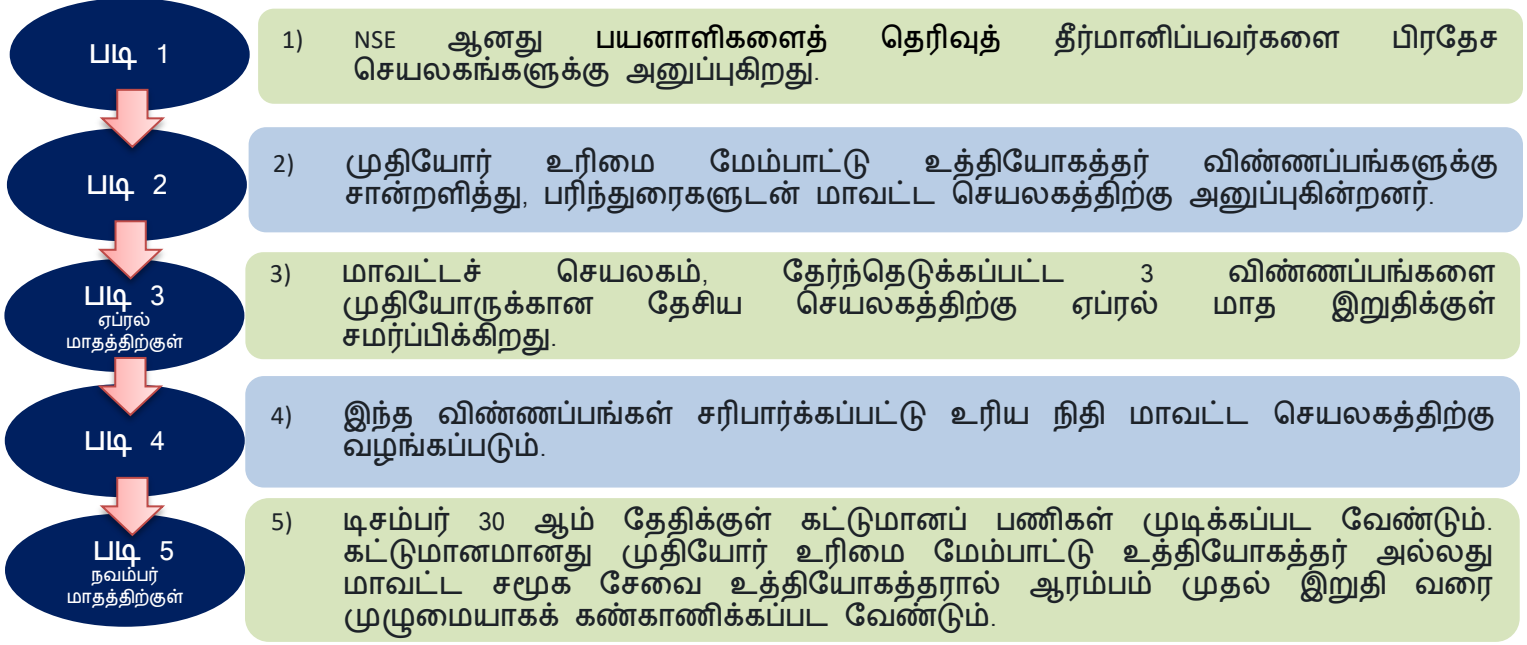 படி 1
1) NSE ஆனது பயனாளிகளைத் தெரிவுத் தீர்மானிப்பவர்களை பிரதேச
செயலகங்களுக்கு அனுப்புகிறது.
படி 2
2) முதியோர் உரிமை மேம்பாட்டு உத்தியோகத்தர் விண்ணப்பங்களுக்கு
சான்றளித்து, பரிந்துரைகளுடன் மாவட்ட செயலகத்திற்கு அனுப்புகின்றனர்.
படி 3
ஏப்ரல்
மாதத்திற்குள்
3) மாவட்டச் செயலகம், தேர்ந்தெடுக்கப்பட்ட 3 விண்ணப்பங்களை
முதியோருக்கான தேசிய செயலகத்திற்கு ஏப்ரல் மாத இறுதிக்குள்
சமர்ப்பிக்கிறது.
படி 4
4) இந்த விண்ணப்பங்கள் சரிபார்க்கப்பட்டு உரிய நிதி மாவட்ட செயலகத்திற்கு
வழங்கப்படும்.
படி 5
நவம்பர்
மாதத்திற்குள்
5) டிசம்பர் 30 ஆம் தேதிக்குள் கட்டுமானப் பணிகள் முடிக்கப்பட வேண்டும்.
கட்டுமானமானது முதியோர் உரிமை மேம்பாட்டு உத்தியோகத்தர் அல்லது
மாவட்ட சமூக சேவை உத்தியோகத்தரால் ஆரம்பம் முதல் இறுதி வரை
முழுமையாகக் கண்காணிக்கப்பட வேண்டும்.